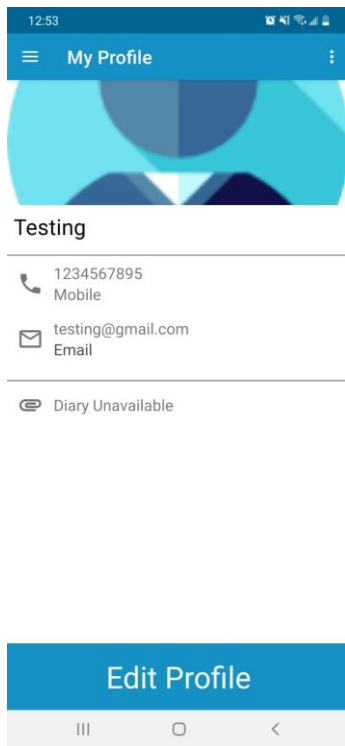 12:53
My Profile
Testing
1234567895
Mobile
testing@gmail.com
Email
Diary Unavailable
Edit Profile